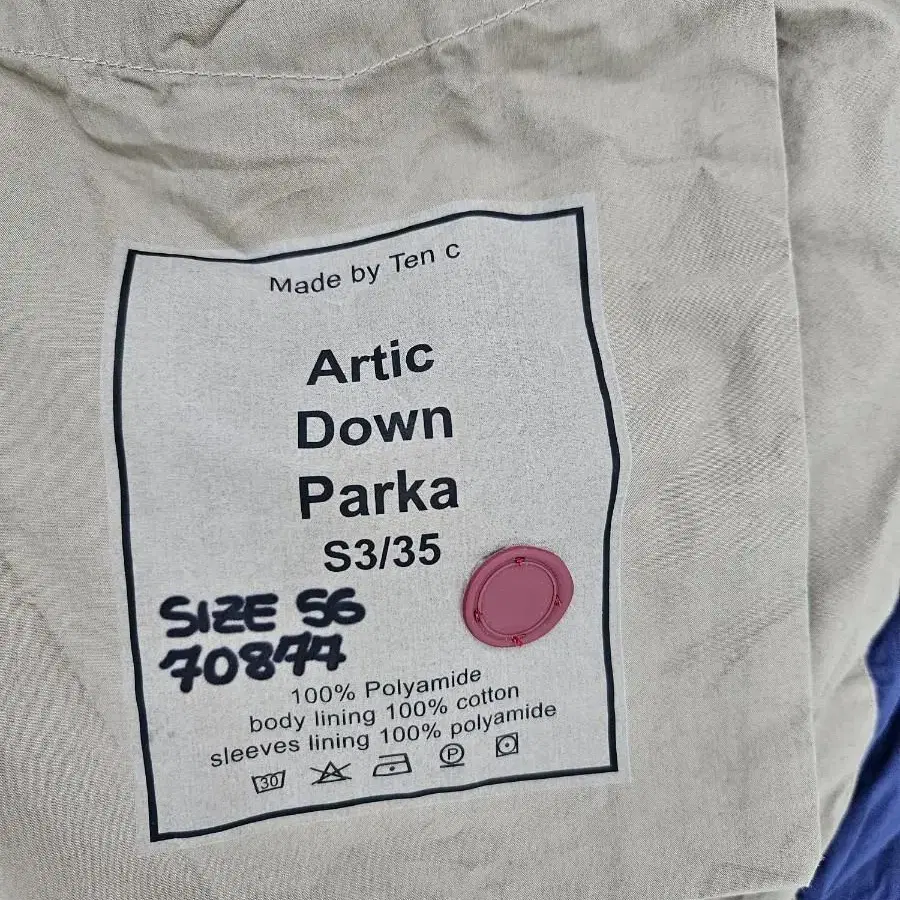 Made by Ten c
Artic
Down
Parka
S3/35
SIZE 56
70877
100% Polyamide
body lining 100% cotton
sleeves lining 100% polyamide
30
P